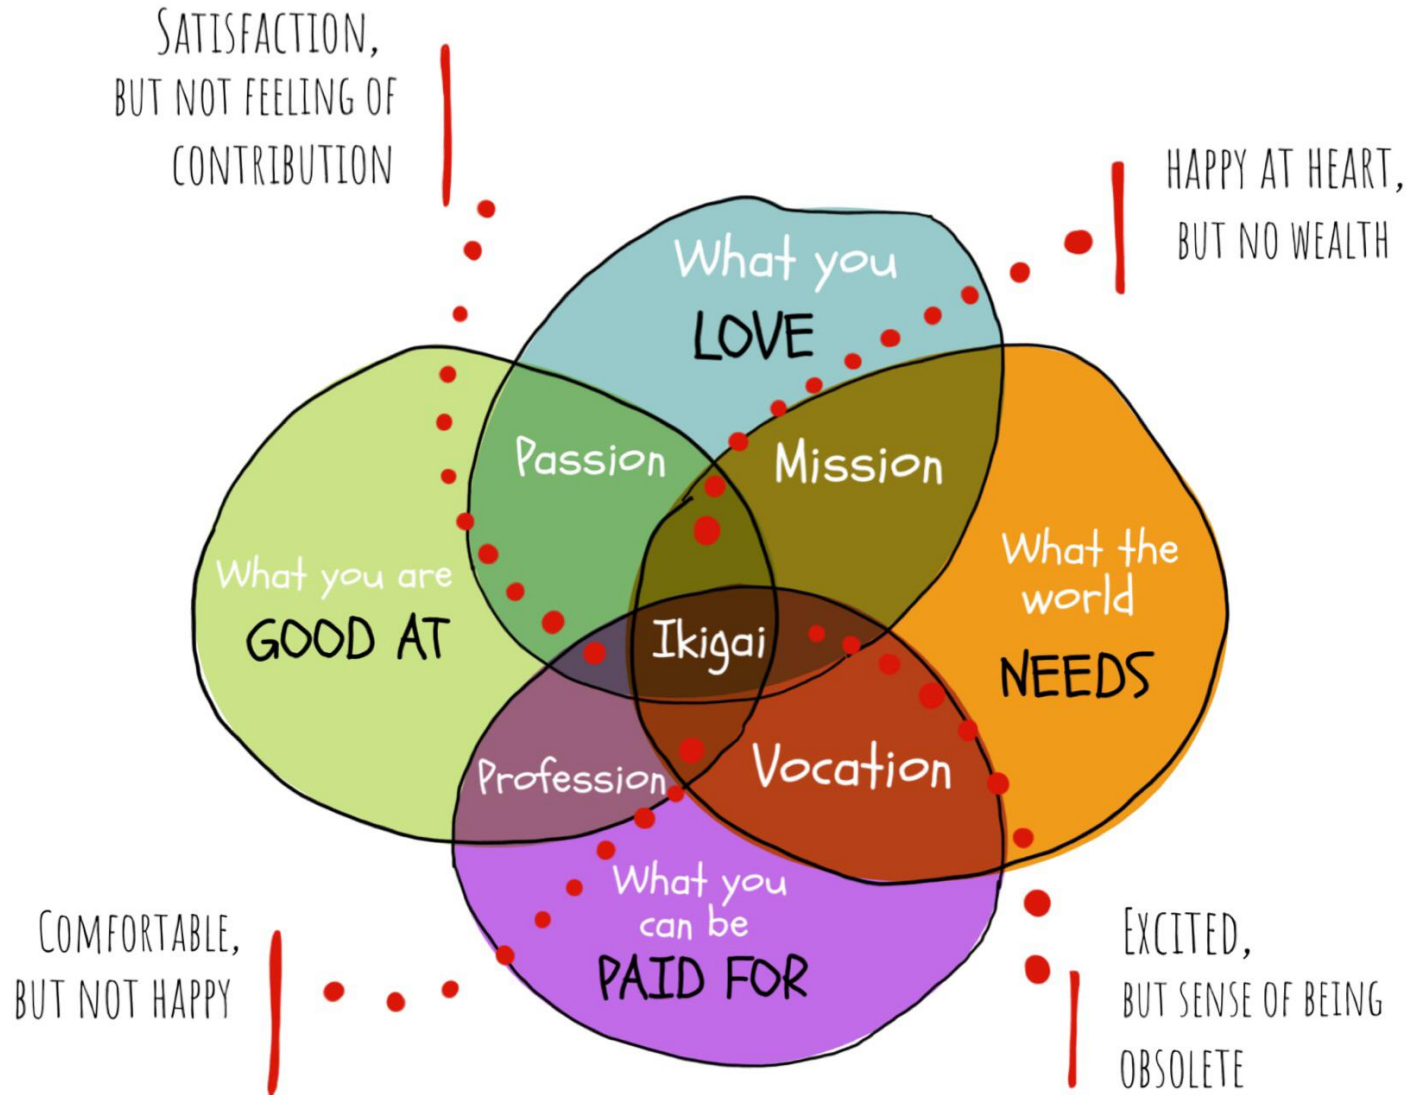 SATISFACTION,
BUT NOT FEELING OF
CONTRIBUTION
HAPPY AT HEART,
BUT NO WEALTH
What you
LOVE
Passion
Mission
What you are
GOOD AT
What the
world
NEEDS
Ikigai
Profession
Vocation
What you
can be
PAID FOR
COMFORTABLE,
BUT NOT HAPPY
EXCITED,
BUT SENSE OF BEING
OBSOLETE